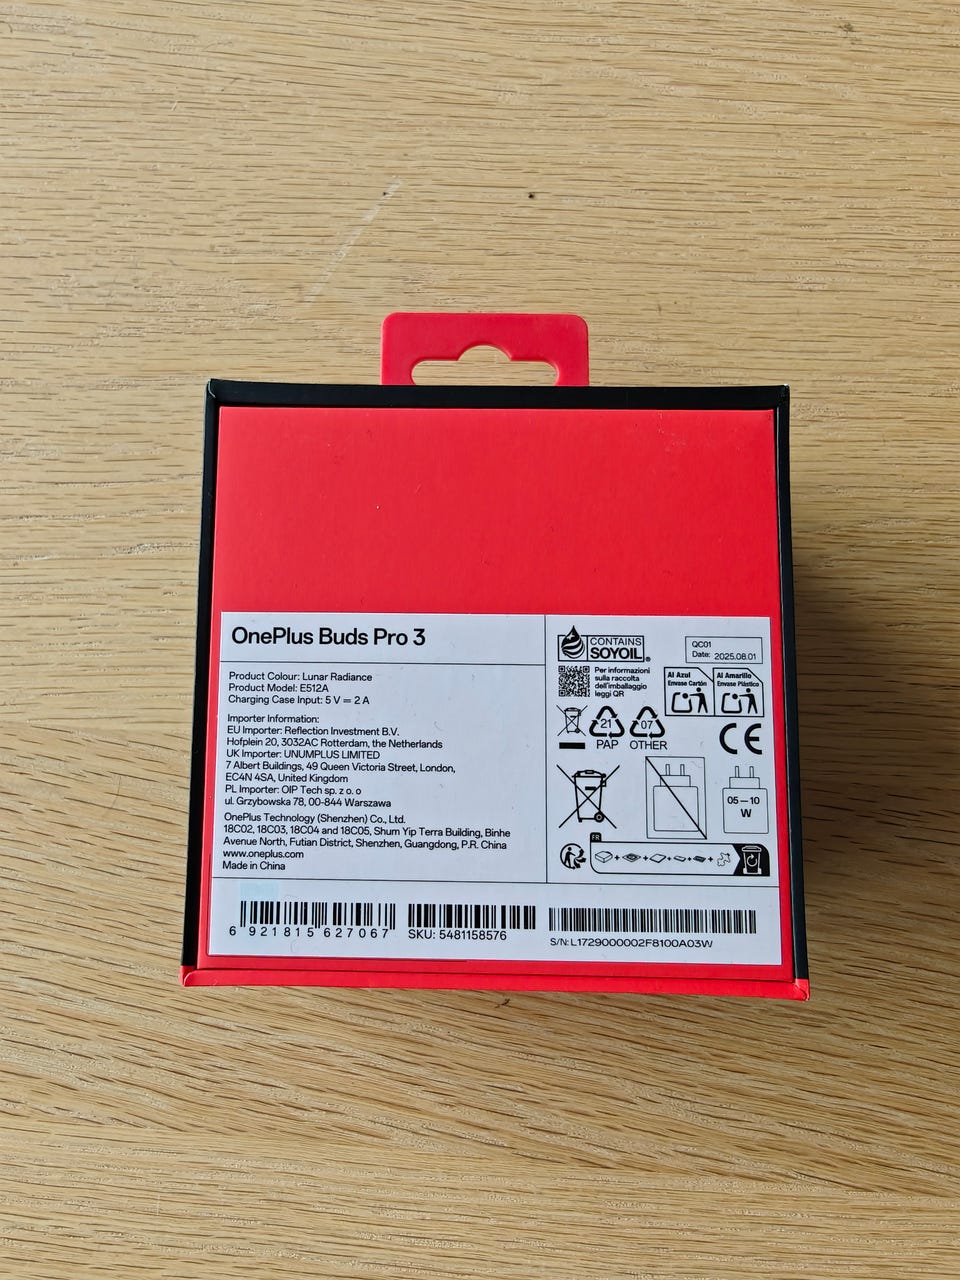 OnePlus Buds Pro 3
Product Colour: Lunar Radiance
Product Model: E512A
Charging Case Input: 5 V ⎓ 2 A
Importer Information:
EU Importer: Reflection Investment B.V.
Hofplein 20, 3032AC Rotterdam, the Netherlands
UK Importer: UNUMPLUS LIMITED
7 Albert Buildings, 49 Queen Victoria Street, London,
EC4N 4SA, United Kingdom
PL Importer: OIP Tech sp. z o. o
ul. Grzybowska 78, 00-844 Warszawa
OnePlus Technology (Shenzhen) Co., Ltd.
18C02, 18C03, 18C04 and 18C05, Shum Yip Terra Building, Binhe
Avenue North, Futian District, Shenzhen, Guangdong, P.R. China
www.oneplus.com
Made in China
CONTAINS
SOYOIL®
QC01
Date: 2025.08.01
Per informazioni
sulla raccolta
dell'imballaggio
leggi QR
Al Azul
Envase Cartón
Al Amarillo
Envase Plástico
21
PAP
07
OTHER
CE
05 – 10
W
FR
6 921815 627067
SKU: 5481158576
S/N: L1729000002F8100A03W